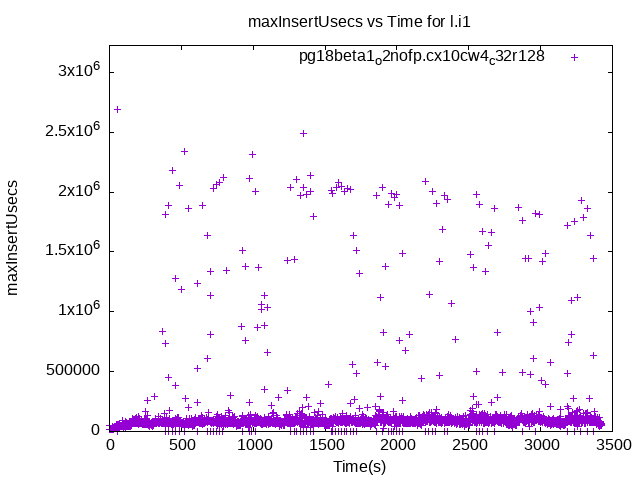 maxInsertUsecs vs Time for l.i1
pg18beta1_o2nofp.cx10cw4_c32r128
3x10^6
2.5x10^6
2x10^6
1.5x10^6
1x10^6
500000
0
maxInsertUsecs
0 500 1000 1500 2000 2500 3000 3500
Time(s)